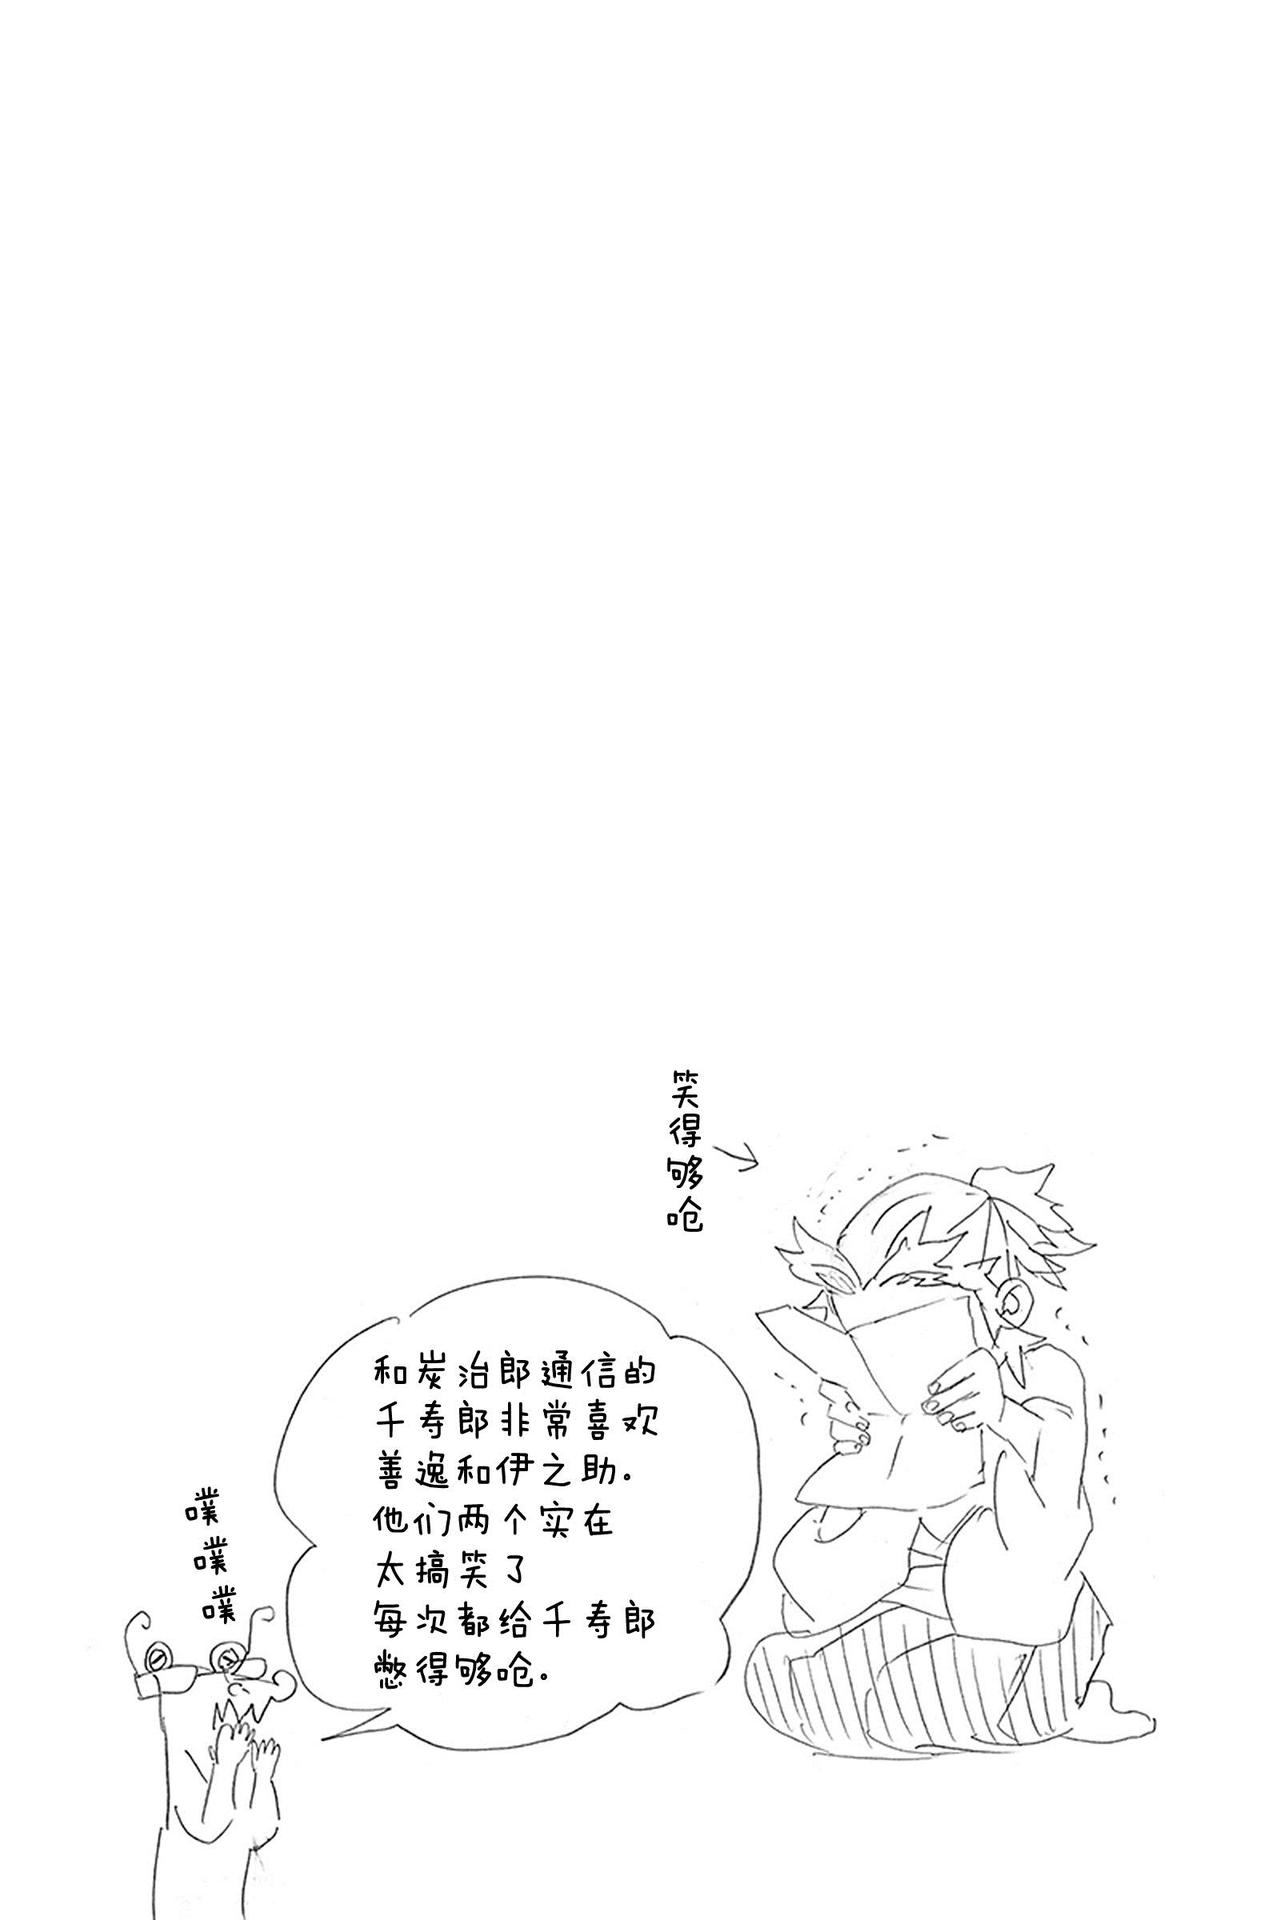 笑得够呛
和炭治郎通信的
千寿郎非常喜欢
善逸和伊之助.
他们两个实在
太搞笑了
每次都给千寿郎
憋得够呛.
噗
噗
噗